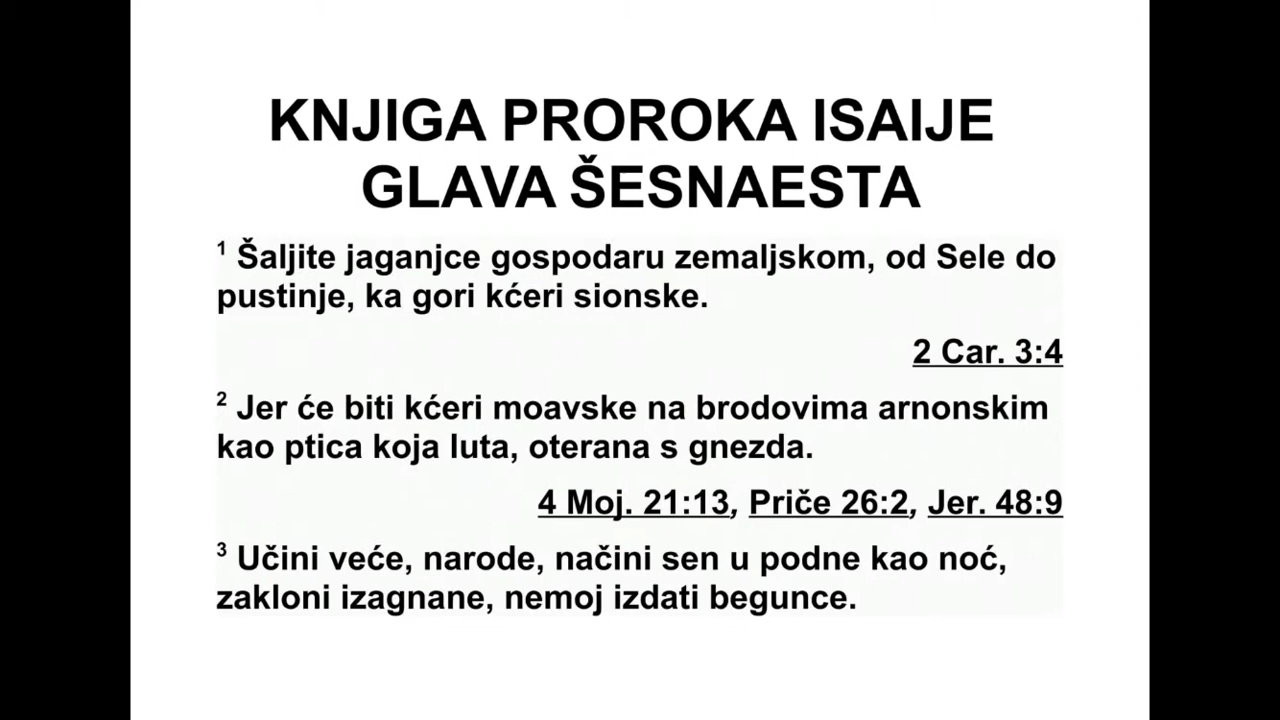 KNJIGA PROROKA ISAIJE
GLAVA ŠESNAESTA
1 Šaljite jaganjce gospodaru zemaljskom, od Sele do
pustinje, ka gori kćeri sionske.
2 Car. 3:4
2 Jer će biti kćeri moavske na brodovima arnonskim
kao ptica koja luta, oterana s gnezda.
4 Moj. 21:13, Priče 26:2, Jer. 48:9
3 Učini veće, narode, načini sen u podne kao noć,
zakloni izagnane, nemoj izdati begunce.